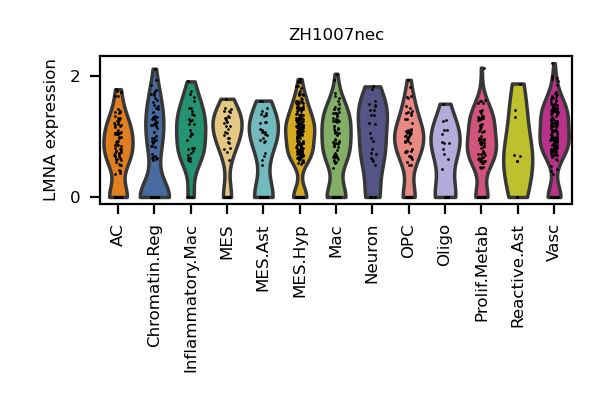 ZH1007nec
LMNA expression
2
0
AC
Chromatin.Reg
Inflammatory.Mac
MES
MES.Ast
MES.Hyp
Mac
Neuron
OPC
Oligo
Prolif.Metab
Reactive.Ast
Vasc